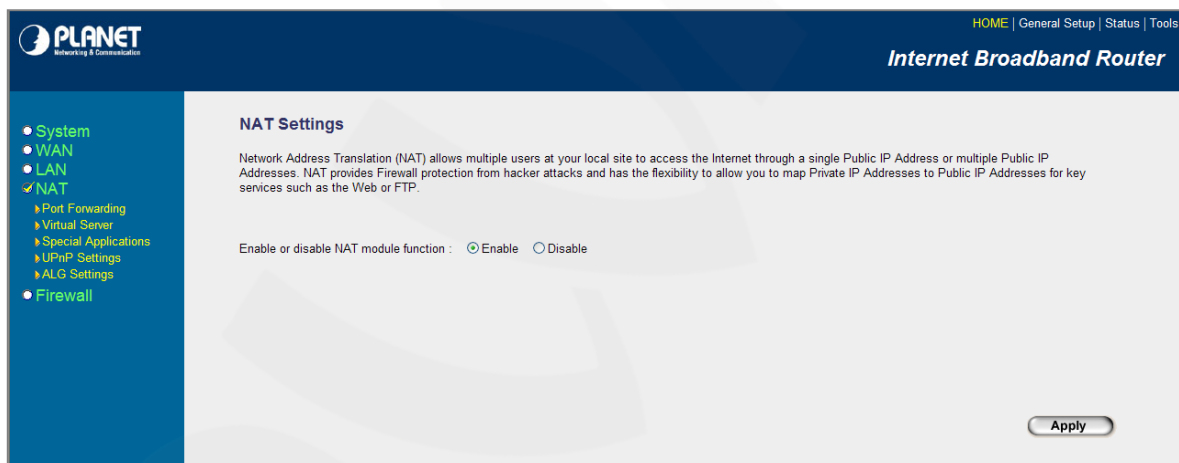 PLANET
Networking & Communication
HOME | General Setup | Status | Tools
Internet Broadband Router
System
WAN
LAN
NAT
Port Forwarding
Virtual Server
Special Applications
UPnP Settings
ALG Settings
Firewall
NAT Settings
Network Address Translation (NAT) allows multiple users at your local site to access the Internet through a single Public IP Address or multiple Public IP
Addresses. NAT provides Firewall protection from hacker attacks and has the flexibility to allow you to map Private IP Addresses to Public IP Addresses for key
services such as the Web or FTP.
Enable or disable NAT module function : Enable Disable
Apply